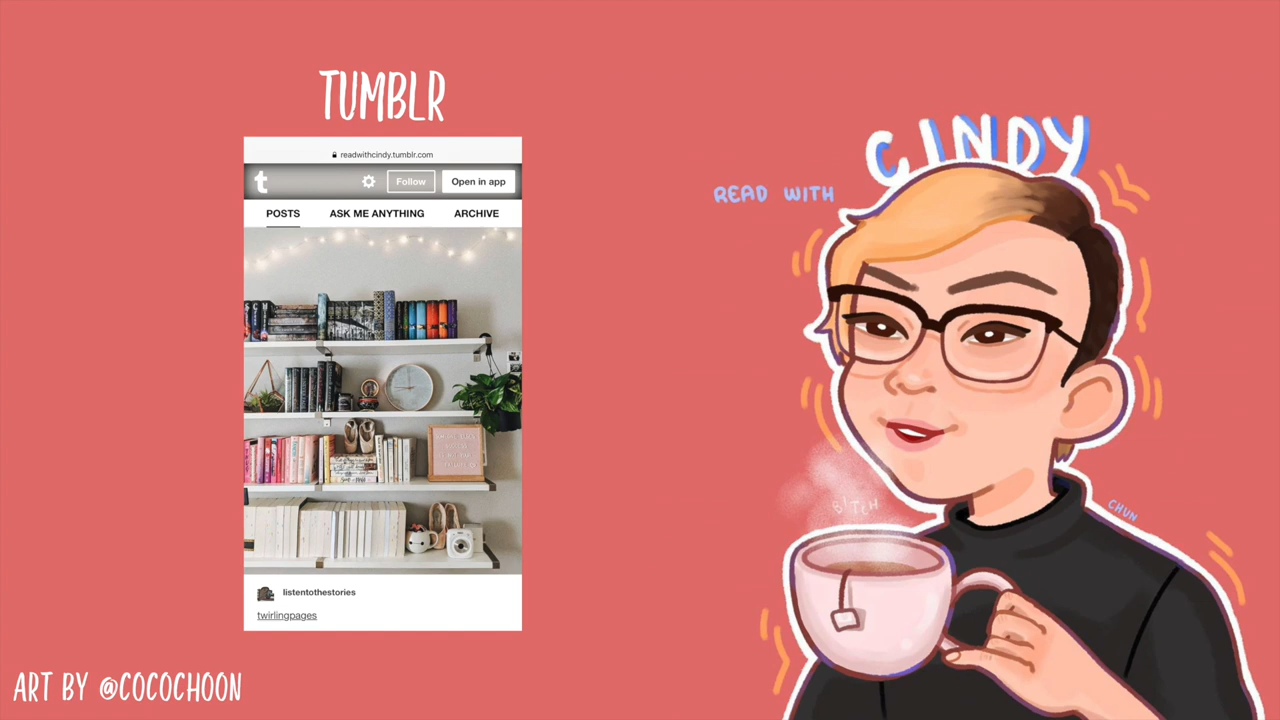 TUMBLR
readwithcindy.tumblr.com
t
Follow
Open in app
POSTS
ASK ME ANYTHING
ARCHIVE
listentothestories
twirlingpages
READ WITH
CINDY
B!TCH
CHUN
ART BY @COCOCHOON